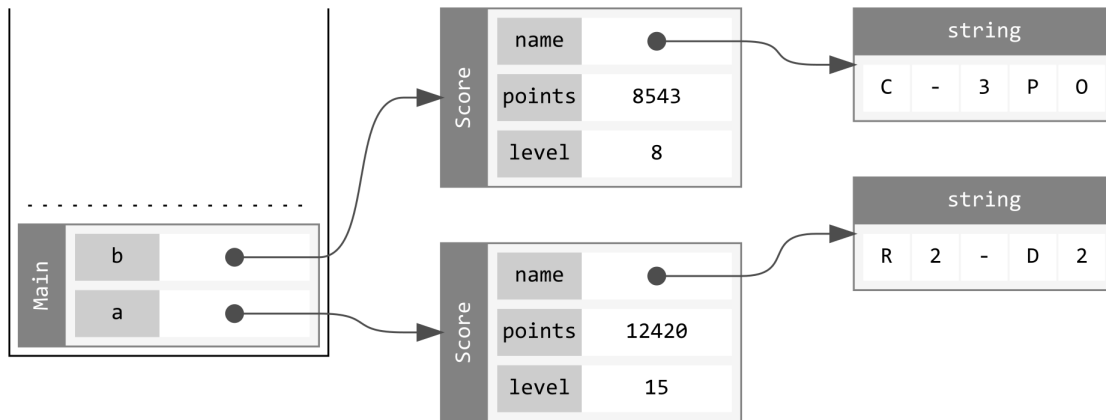 Main
b
a
Score
name
points 8543
level 8
string
C - 3 P O
Score
name
points 12420
level 15
string
R 2 - D 2